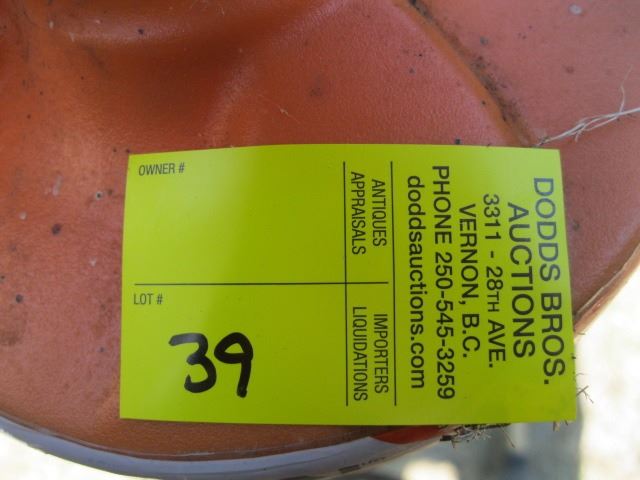 DODDS BROS.
AUCTIONS
3311 - 28TH AVE.
VERNON, B.C.
PHONE 250-545-3259
doddsauctions.com
ANTIQUES
APPRAISALS
IMPORTERS
LIQUIDATIONS
OWNER #
LOT #
39